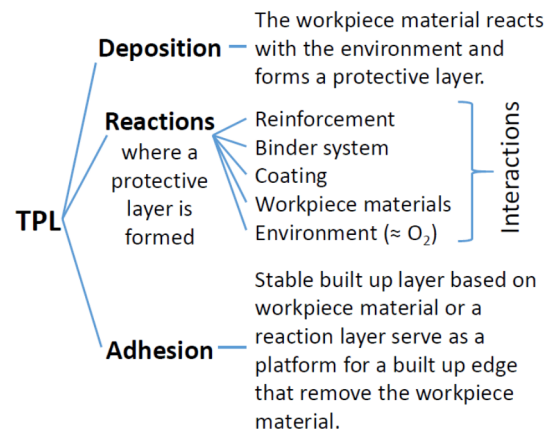 TPL
Deposition
The workpiece material reacts
with the environment and
forms a protective layer.
Reactions
where a
protective
layer is
formed
Reinforcement
Binder system
Coating
Workpiece materials
Environment (≈ O₂)
Interactions
Adhesion
Stable built up layer based on
workpiece material or a
reaction layer serve as a
platform for a built up edge
that remove the workpiece
material.